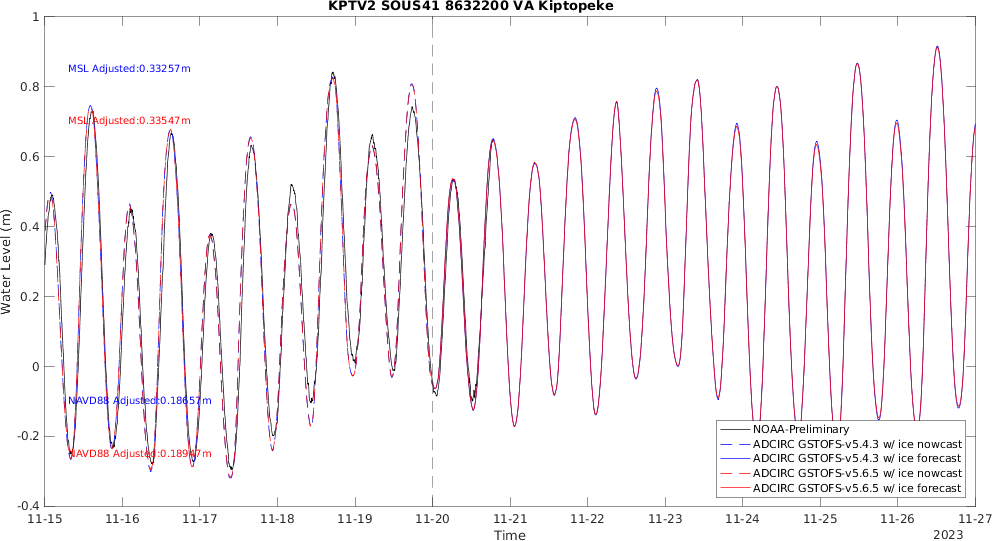 KPTV2 SOUS41 8632200 VA Kiptopeke
MSL Adjusted:0.33257m
MSL Adjusted:0.33547m
NAVD88 Adjusted:0.18657m
NAVD88 Adjusted:0.18947m
Water Level (m)
1
0.8
0.6
0.4
0.2
0
-0.2
-0.4
NOAA-Preliminary
ADCIRC GSTOFS-v5.4.3 w/ ice nowcast
ADCIRC GSTOFS-v5.4.3 w/ ice forecast
ADCIRC GSTOFS-v5.6.5 w/ ice nowcast
ADCIRC GSTOFS-v5.6.5 w/ ice forecast
11-15 11-16 11-17 11-18 11-19 11-20 11-21 11-22 11-23 11-24 11-25 11-26 11-27
Time
2023